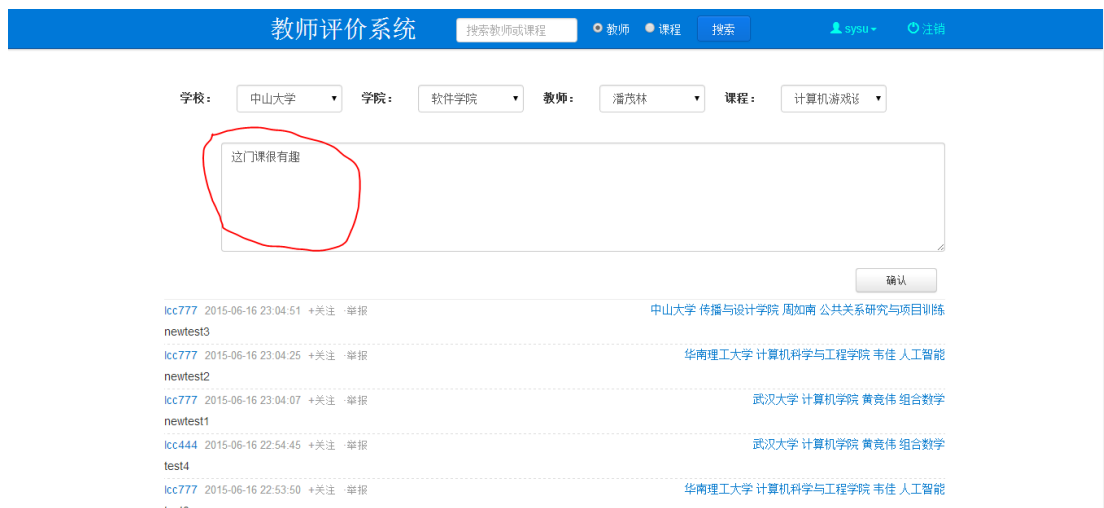 教师评价系统 搜索教师或课程 教师 课程 搜索 sysu 注销
学校： 中山大学 学院： 软件学院 教师： 潘茂林 课程： 计算机游戏设
这门课很有趣
确认
lcc777 2015-06-16 23:04:51 +关注 ·举报 中山大学 传播与设计学院 周如南 公共关系研究与项目训练
newtest3
lcc777 2015-06-16 23:04:25 +关注 ·举报 华南理工大学 计算机科学与工程学院 韦佳 人工智能
newtest2
lcc777 2015-06-16 23:04:07 +关注 ·举报 武汉大学 计算机学院 黄竞伟 组合数学
newtest1
lcc444 2015-06-16 22:54:45 +关注 ·举报 武汉大学 计算机学院 黄竞伟 组合数学
test4
lcc777 2015-06-16 22:53:50 +关注 ·举报 华南理工大学 计算机科学与工程学院 韦佳 人工智能